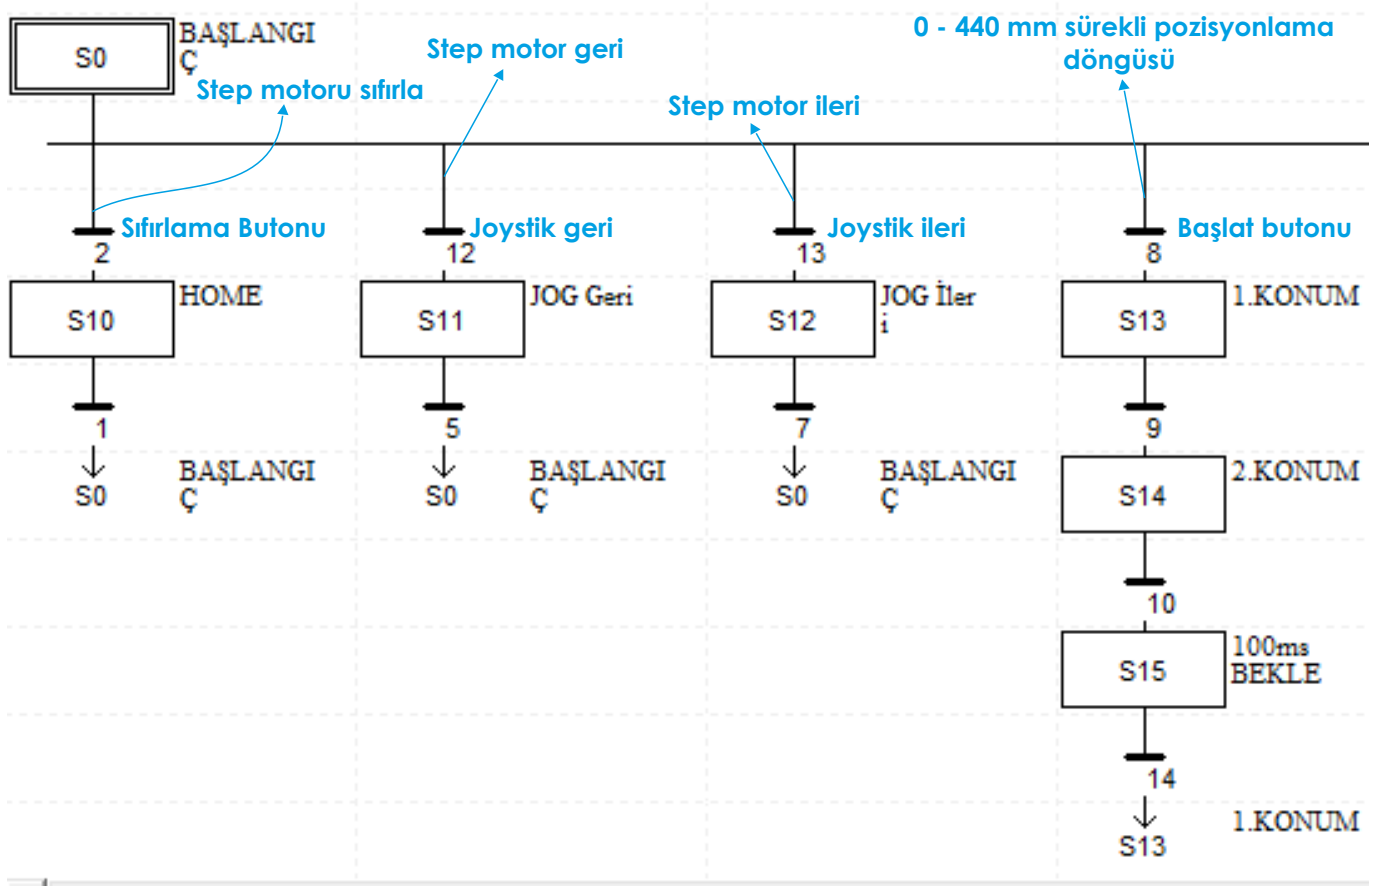 S0
BAŞLANGI
Ç
Step motoru sıfırla
Step motor geri
Step motor ileri
0 - 440 mm sürekli pozisyonlama
döngüsü
Sıfırlama Butonu
2
Joystik geri
12
Joystik ileri
13
Başlat butonu
8
S10
HOME
S11
JOG Geri
S12
JOG İler
i
S13
1.KONUM
1
5
7
9
S0
BAŞLANGI
Ç
S0
BAŞLANGI
Ç
S0
BAŞLANGI
Ç
S14
2.KONUM
10
S15
100ms
BEKLE
14
S13
1.KONUM